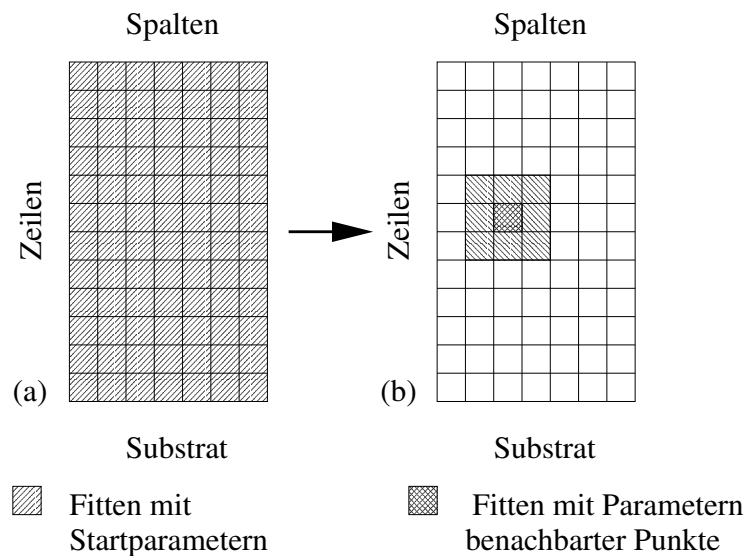 Spalten
Spalten
Zeilen
Zeilen
(a)
(b)
Substrat
Substrat
Fitten mit
Startparametern
Fitten mit Parametern
benachbarter Punkte